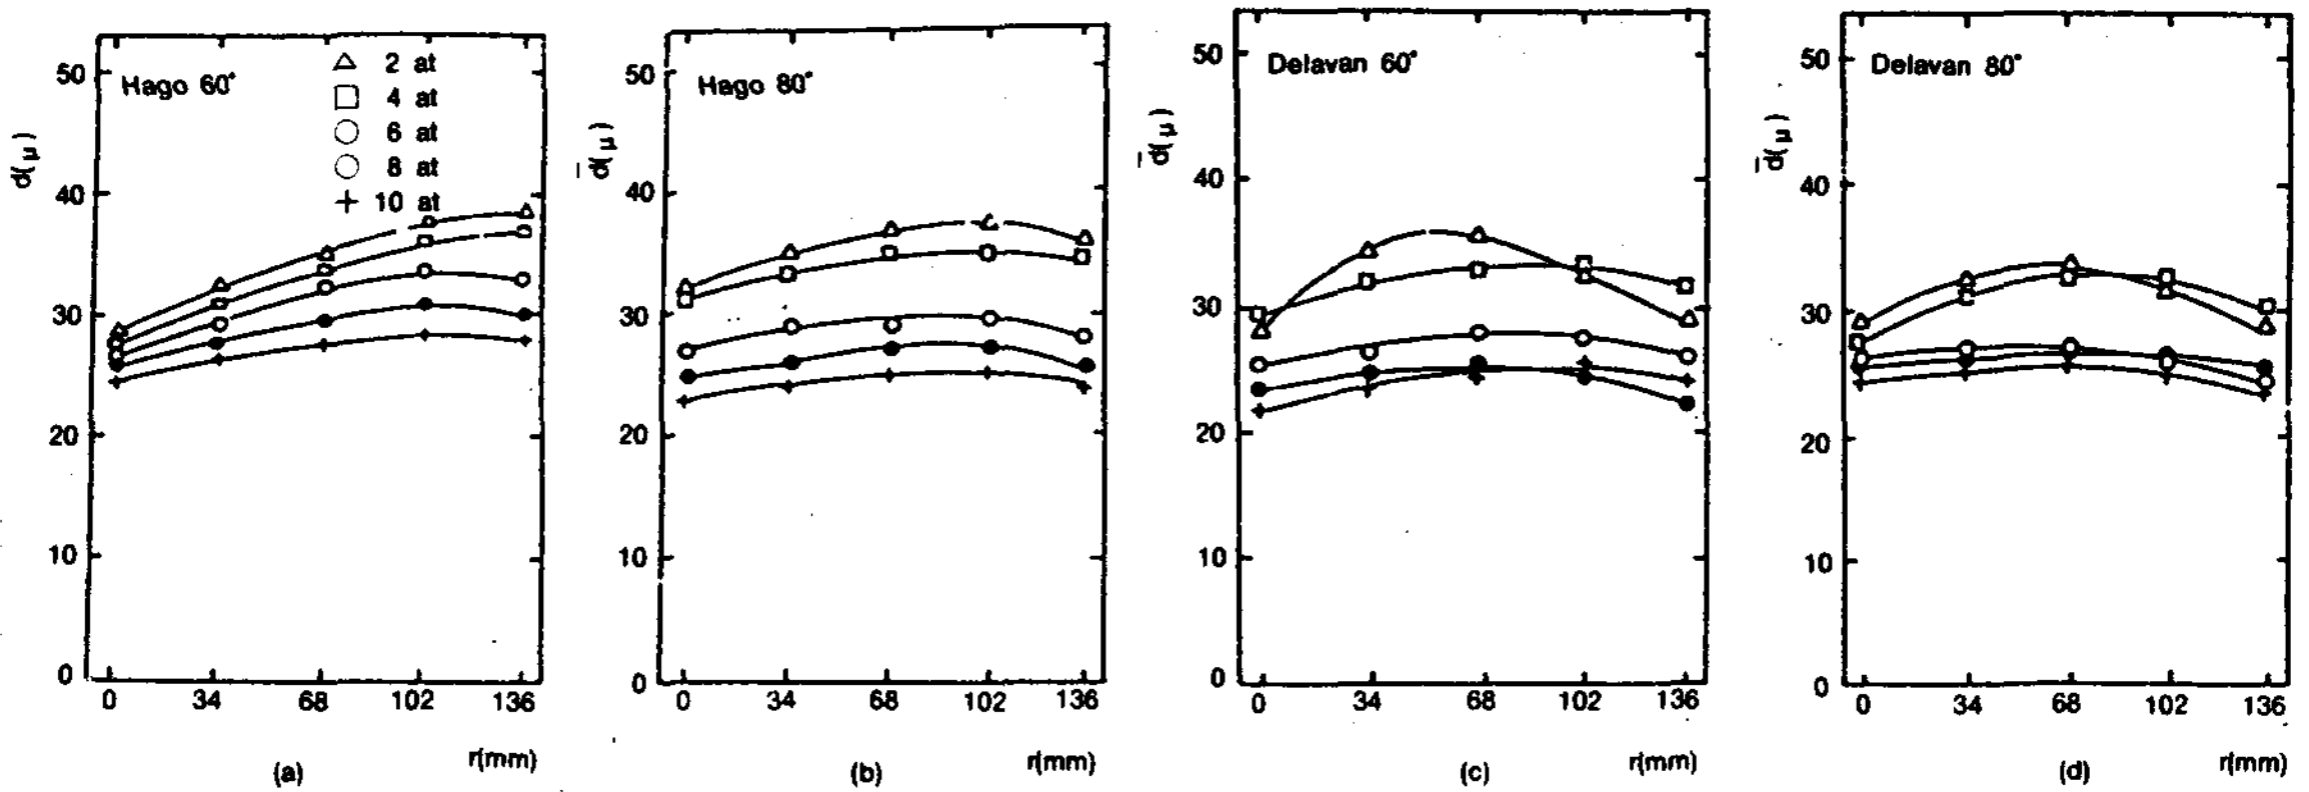 Hago 60°
△ 2 at
□ 4 at
○ 6 at
○ 8 at
+ 10 at
d(μ)
50
40
30
20
10
0
0 34 68 102 136
r(mm)
(a)
Hago 80°
d̄(μ)
50
40
30
20
10
0
0 34 68 102 136
r(mm)
(b)
Delavan 60°
d̄(μ)
50
40
30
20
10
0
0 34 68 102 136
r(mm)
(c)
Delavan 80°
d̄(μ)
50
40
30
20
10
0
0 34 68 102 136
r(mm)
(d)